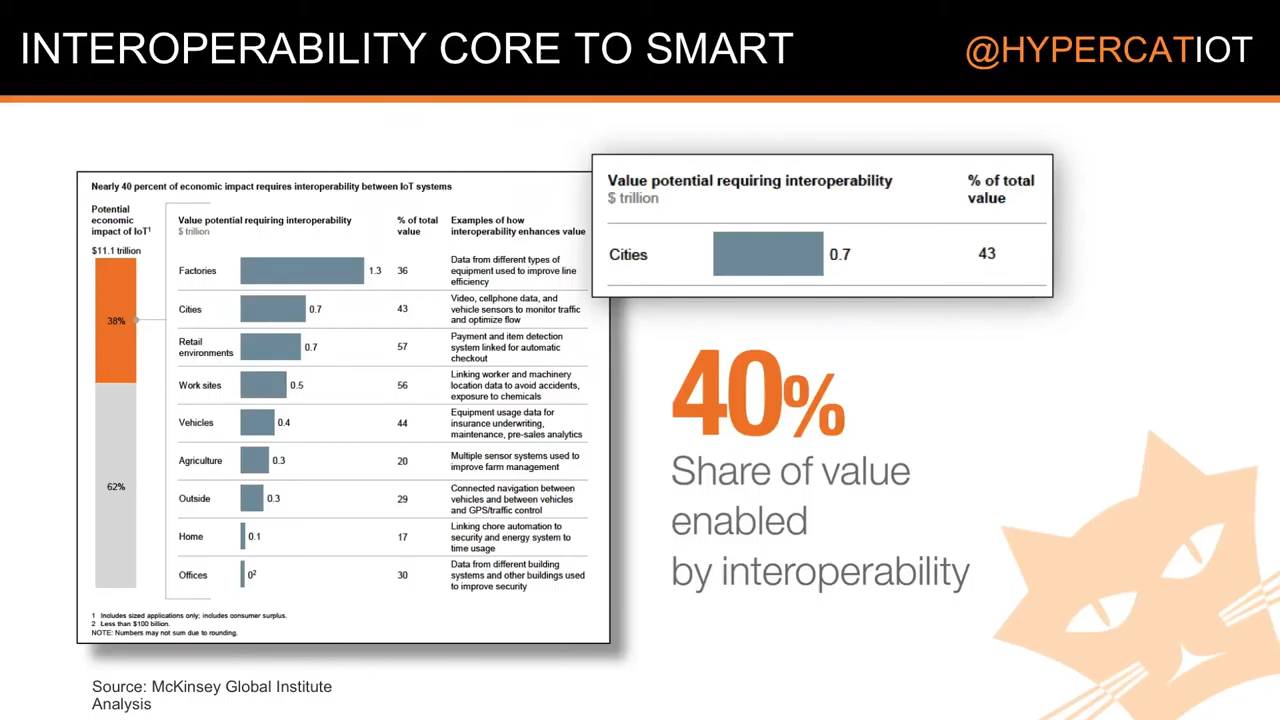 INTEROPERABILITY CORE TO SMART
@HYPERCATIOT
Nearly 40 percent of economic impact requires interoperability between IoT systems
Potential
economic
impact of IoT1
$11.1 trillion
38%
62%
Value potential requiring interoperability
$ trillion
% of total
value
Examples of how
interoperability enhances value
Factories
1.3
36
Data from different types of
equipment used to improve line
efficiency
Cities
0.7
43
Video, cellphone data, and
vehicle sensors to monitor traffic
and optimize flow
Retail
environments
0.7
57
Payment and item detection
system linked for automatic
checkout
Work sites
0.5
56
Linking worker and machinery
location data to avoid accidents,
exposure to chemicals
Vehicles
0.4
44
Equipment usage data for
insurance underwriting,
maintenance, pre-sales analytics
Agriculture
0.3
20
Multiple sensor systems used to
improve farm management
Outside
0.3
29
Connected navigation between
vehicles and between vehicles
and GPS/traffic control
Home
0.1
17
Linking chore automation to
security and energy system to
time usage
Offices
02
30
Data from different building
systems and other buildings used
to improve security
1 Includes sized applications only; includes consumer surplus.
2 Less than $100 billion.
NOTE: Numbers may not sum due to rounding.
Value potential requiring interoperability
$ trillion
% of total
value
Cities
0.7
43
40%
Share of value
enabled
by interoperability
Source: McKinsey Global Institute
Analysis